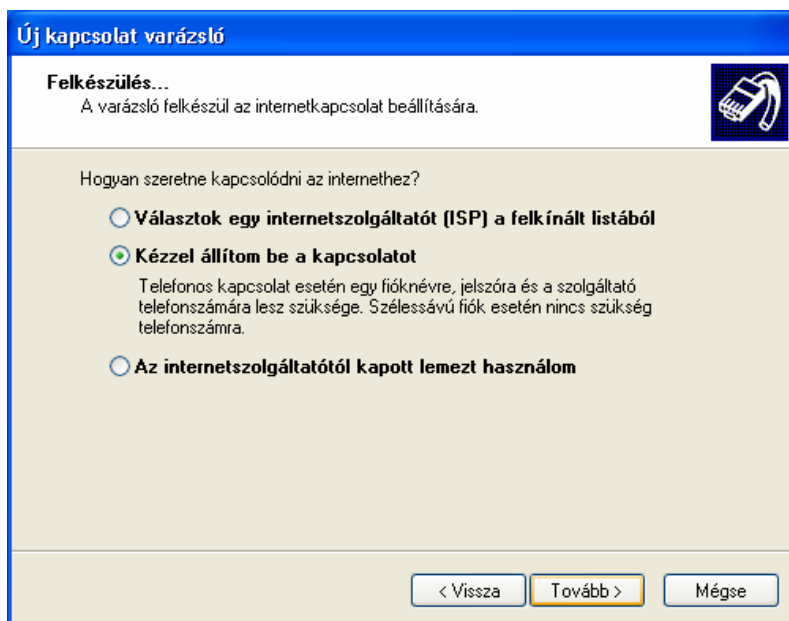 Új kapcsolat varázsló
Felkészülés...
A varázsló felkészül az internetkapcsolat beállítására.
Hogyan szeretne kapcsolódni az internethez?
Választok egy internetszolgáltatót (ISP) a felkínált listából
Kézzel állítom be a kapcsolatot
Telefonos kapcsolat esetén egy fióknévre, jelszóra és a szolgáltató
telefonszámára lesz szüksége. Szélessávú fiók esetén nincs szükség
telefonszámra.
Az internetszolgáltatótól kapott lemezt használom
< Vissza
Tovább >
Mégse